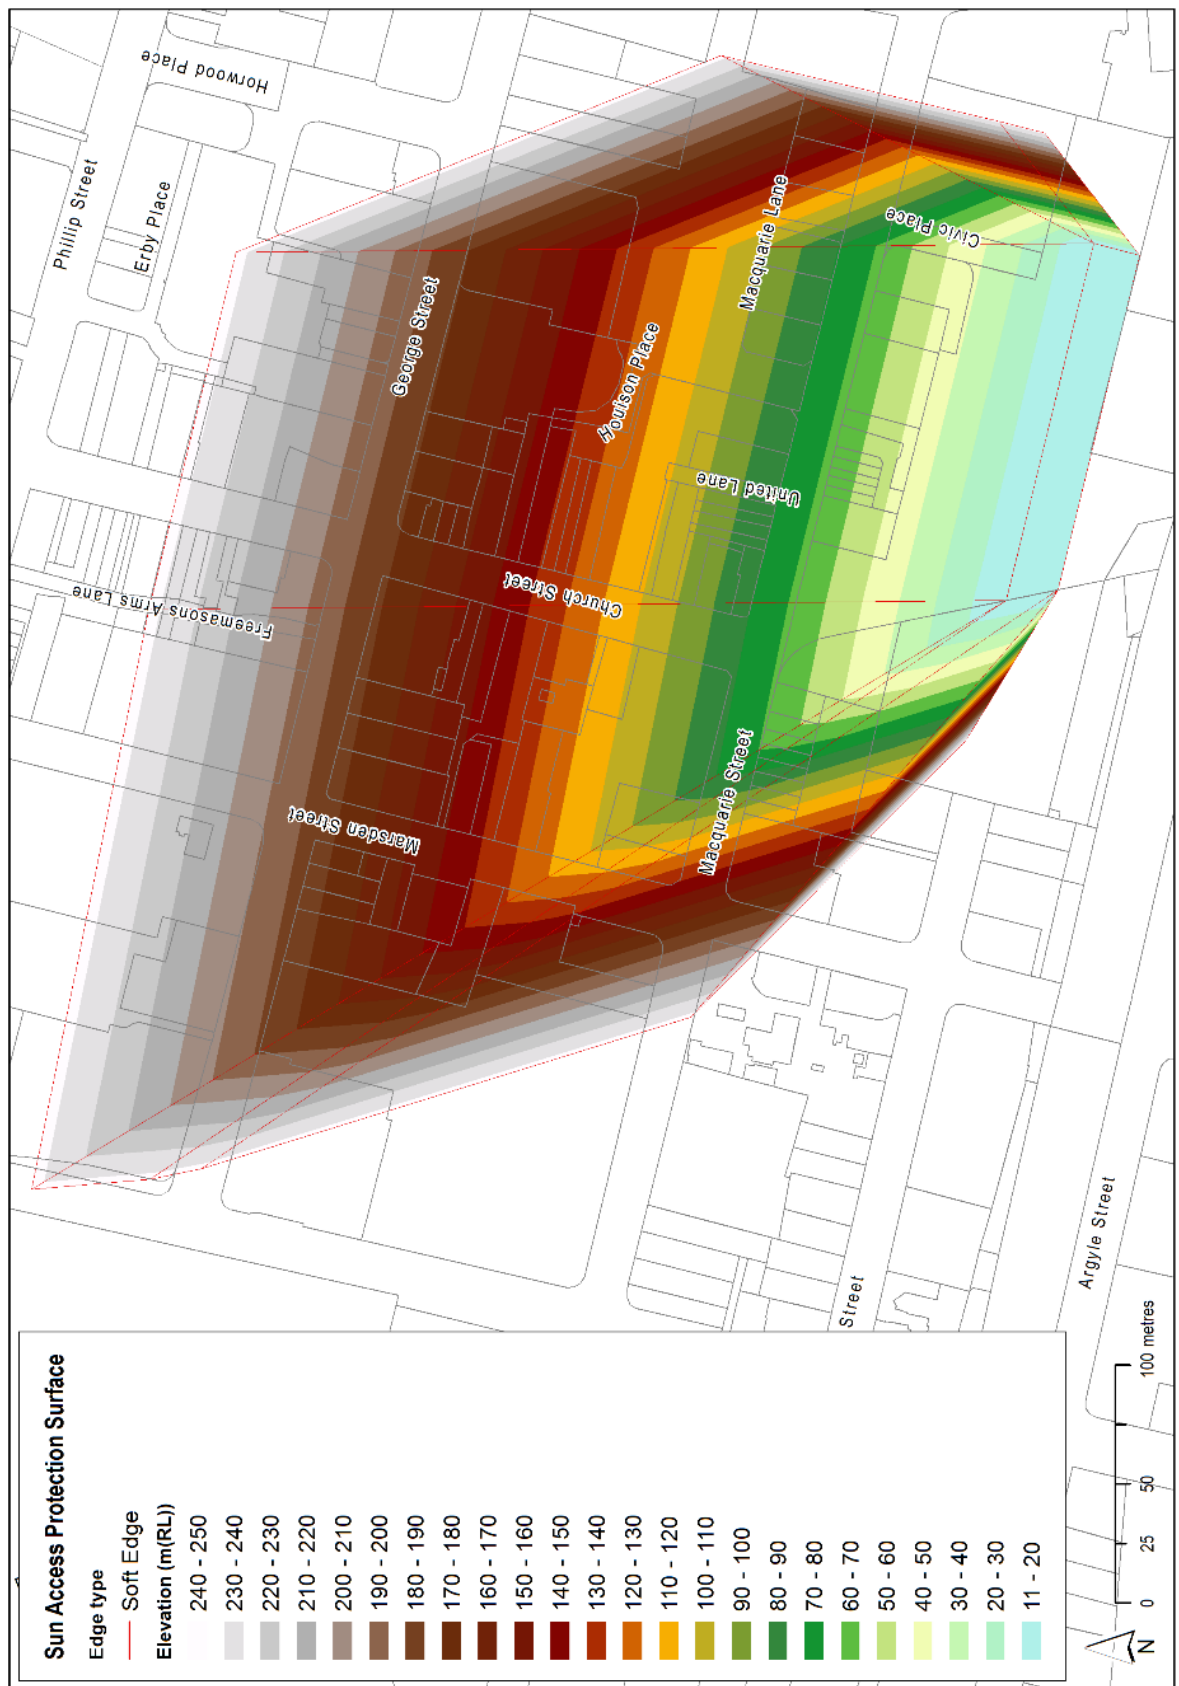 Horwood Place
Phillip Street
Erby Place
George Street
Macquarie Lane
Civic Place
Houison Place
United Lane
Church Street
Freemasons Arms Lane
Marsden Street
Macquarie Street
Street
Argyle Street
Sun Access Protection Surface
Edge type
Soft Edge
Elevation (m(RL))
240 - 250
230 - 240
220 - 230
210 - 220
200 - 210
190 - 200
180 - 190
170 - 180
160 - 170
150 - 160
140 - 150
130 - 140
120 - 130
110 - 120
100 - 110
90 - 100
80 - 90
70 - 80
60 - 70
50 - 60
40 - 50
30 - 40
20 - 30
11 - 20
N
0 25 50 100 metres